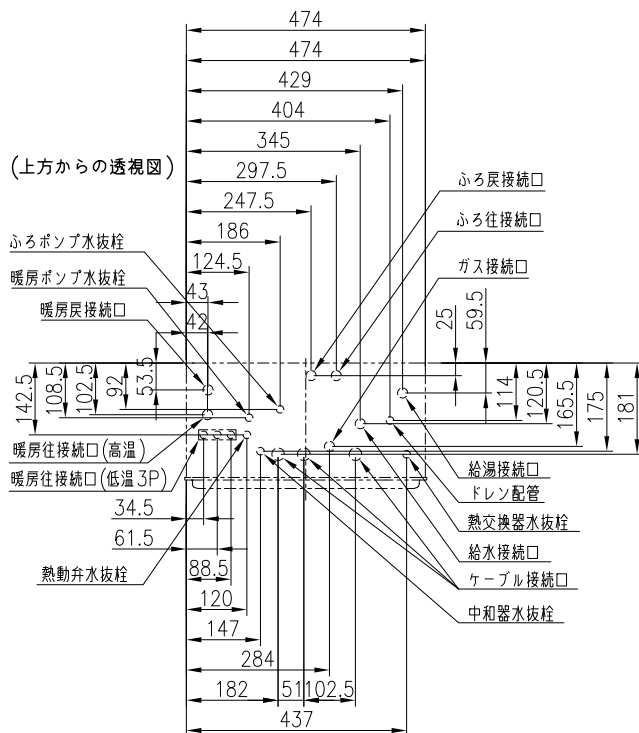 474
474
429
404
345
(上方からの透視図)
297.5
ふろ戻接続口
247.5
ふろ往接続口
186
ふろポンプ水抜栓
124.5
ガス接続口
暖房ポンプ水抜栓
43
暖房戻接続口
42
25
59.5
142.5
108.5
102.5
92
53.5
114
120.5
165.5
175
181
暖房往接続口(高温)
暖房往接続口(低温3P)
給湯接続口
ドレン配管
34.5
熱交換器水抜栓
61.5
給水接続口
88.5
熱動弁水抜栓
ケーブル接続口
120
中和器水抜栓
147
284
182
51
102.5
437